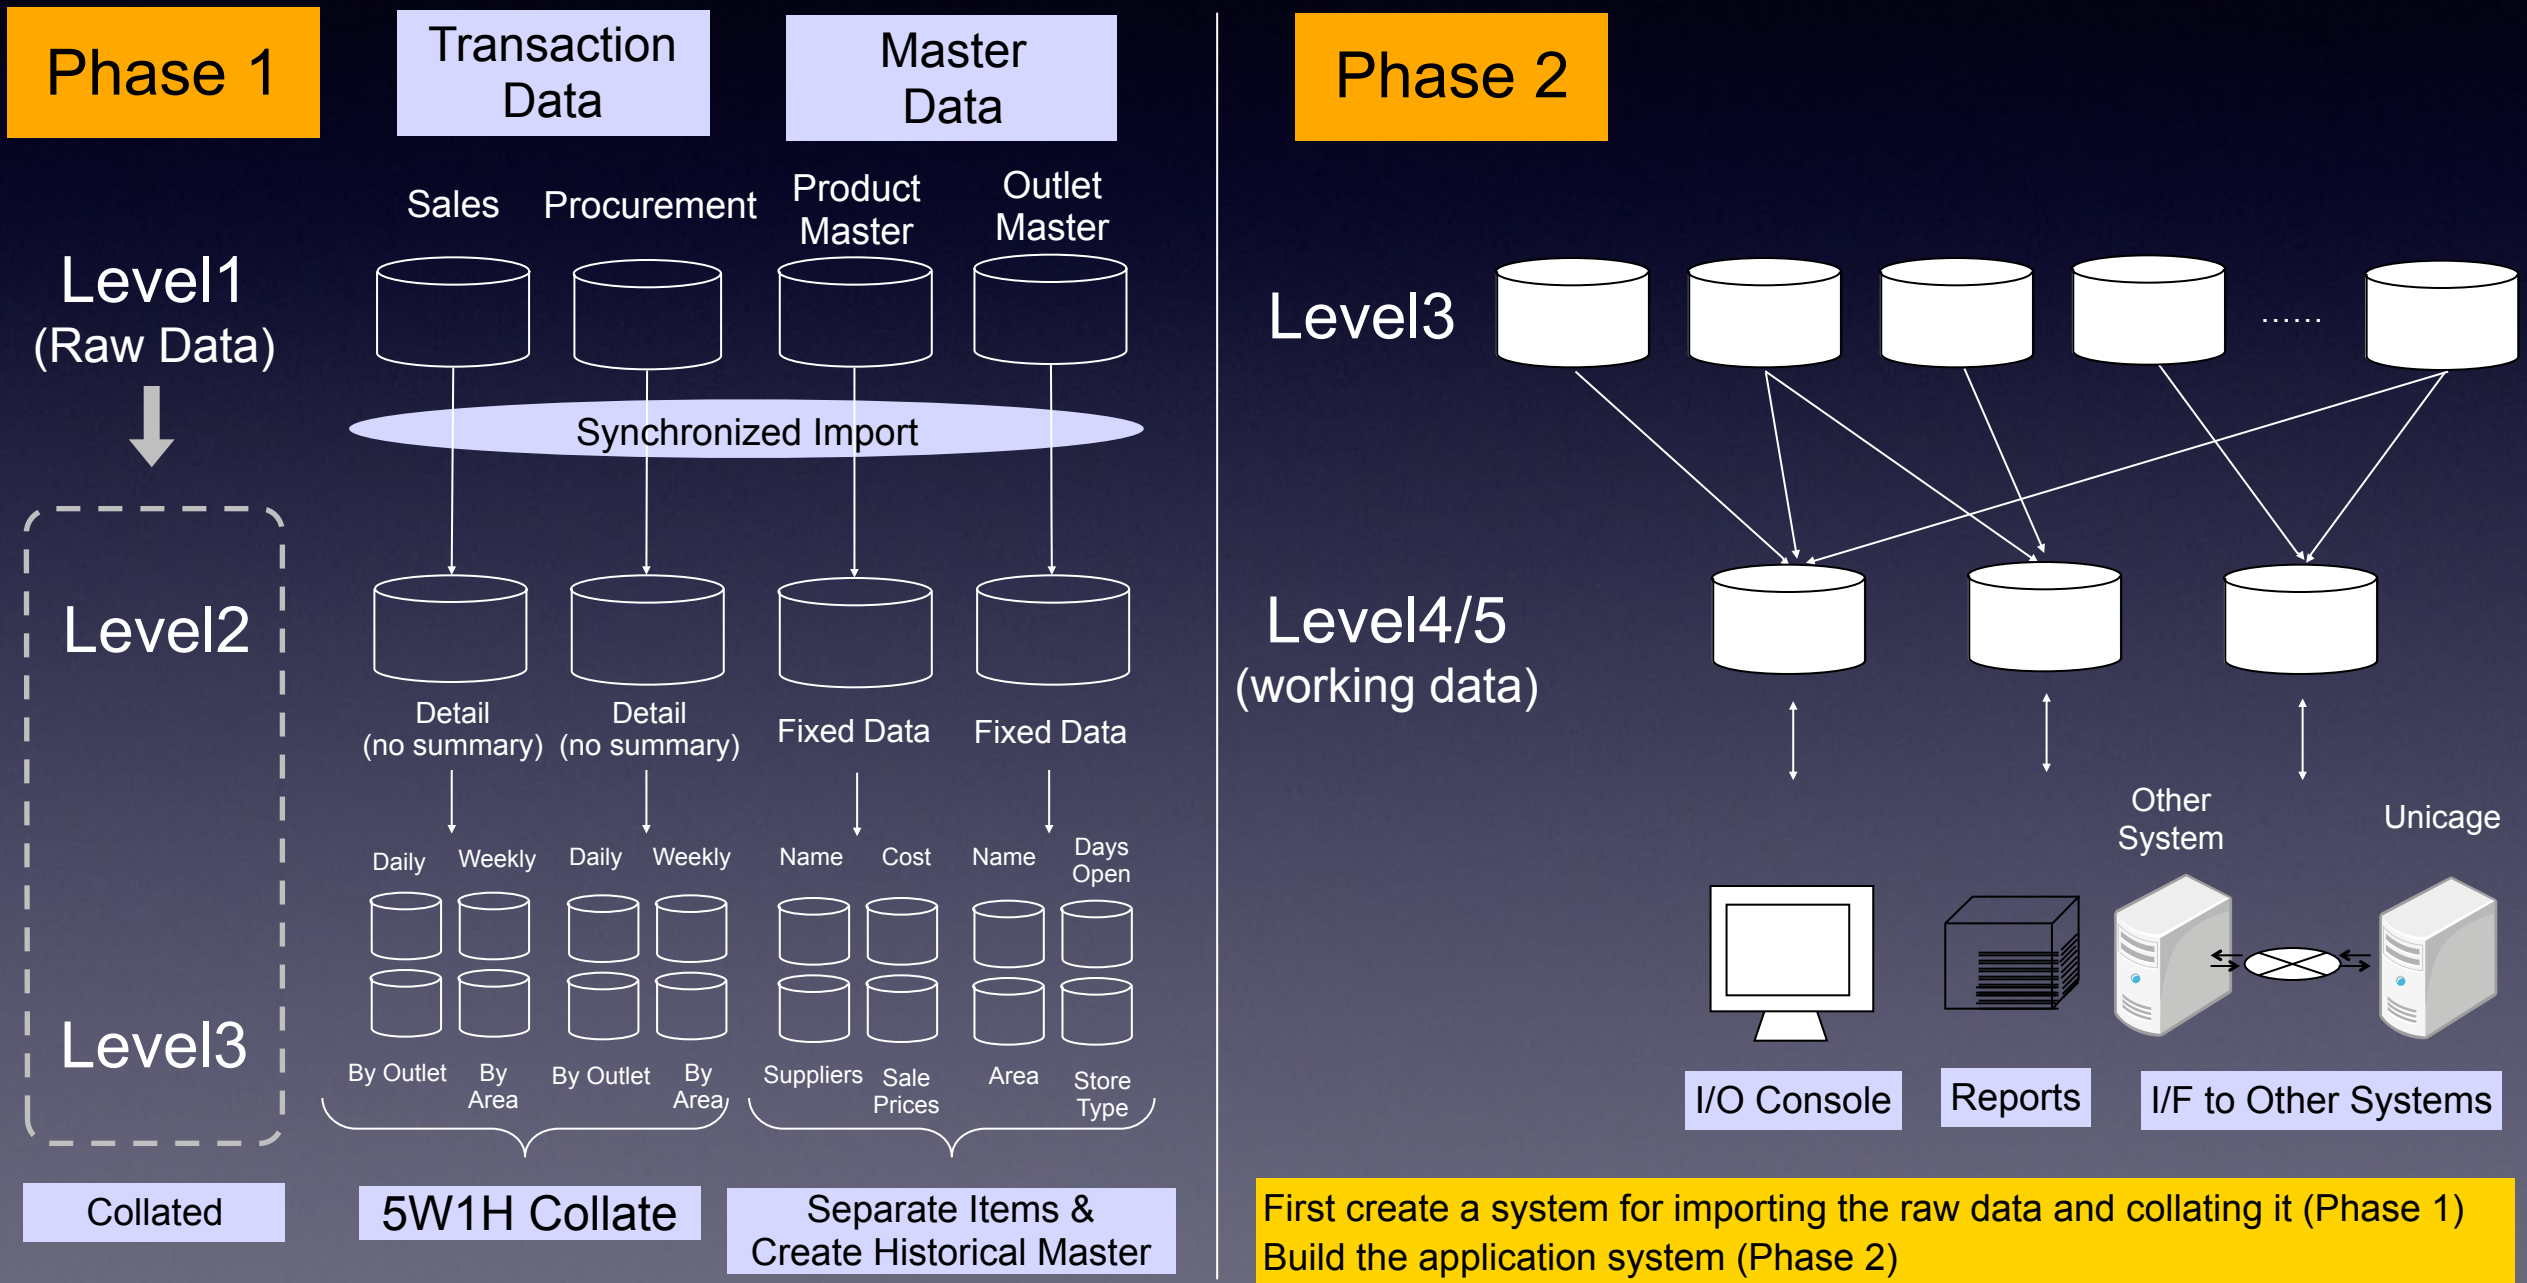 Phase 1
Transaction
Data
Master
Data
Sales
Procurement
Product
Master
Outlet
Master
Level1
(Raw Data)
Synchronized Import
Level2
Detail
(no summary)
Detail
(no summary)
Fixed Data
Fixed Data
Daily
Weekly
Daily
Weekly
Name
Cost
Name
Days
Open
Level3
By Outlet
By
Area
By Outlet
By
Area
Suppliers
Sale
Prices
Area
Store
Type
Collated
5W1H Collate
Separate Items &
Create Historical Master
Phase 2
Level3
......
Level4/5
(working data)
Other
System
Unicage
I/O Console
Reports
I/F to Other Systems
First create a system for importing the raw data and collating it (Phase 1)
Build the application system (Phase 2)